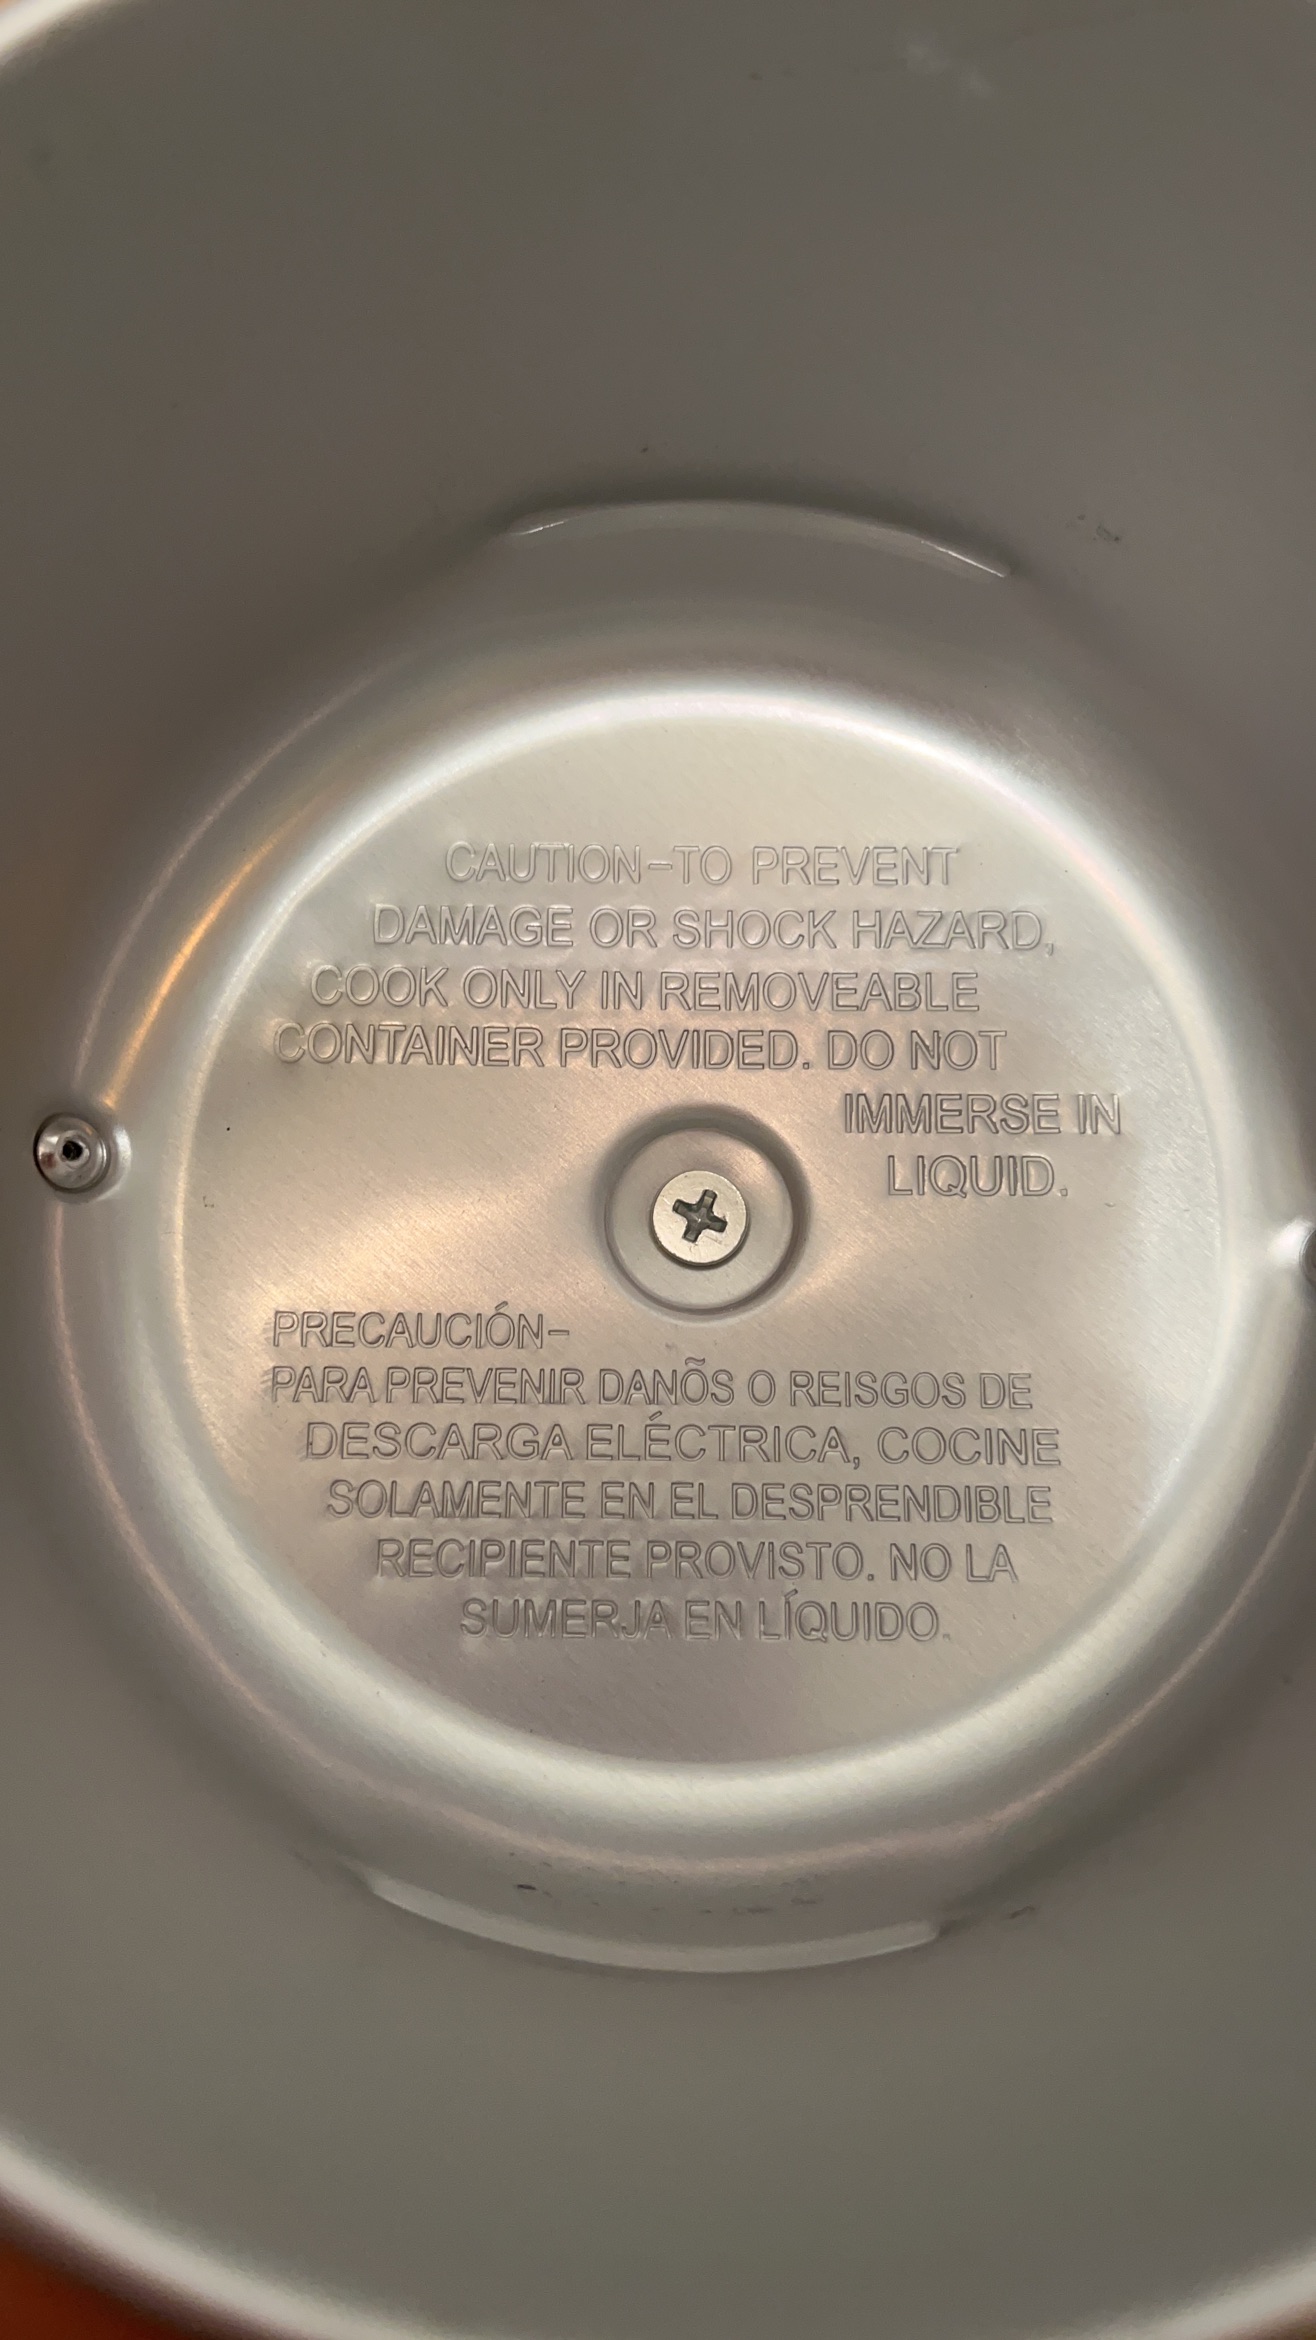 CAUTION-TO PREVENT
DAMAGE OR SHOCK HAZARD,
COOK ONLY IN REMOVEABLE
CONTAINER PROVIDED. DO NOT
IMMERSE IN
LIQUID.
PRECAUCIÓN-
PARA PREVENIR DANÕS O REISGOS DE
DESCARGA ELÉCTRICA, COCINE
SOLAMENTE EN EL DESPRENDIBLE
RECIPIENTE PROVISTO. NO LA
SUMERJA EN LÍQUIDO.